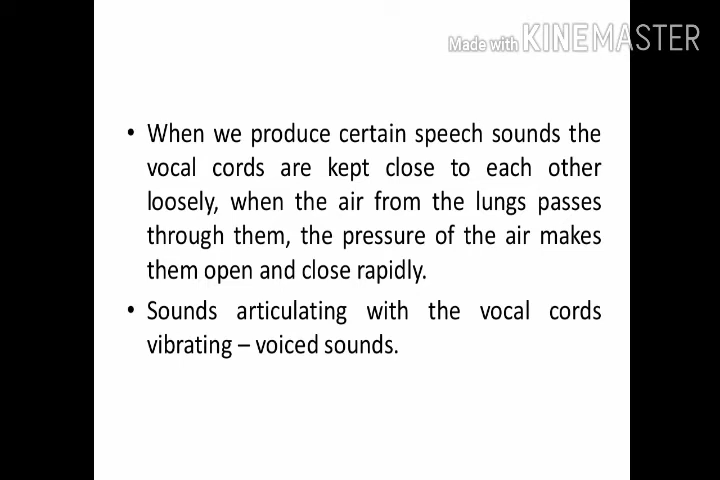 Made with KINEMASTER
• When we produce certain speech sounds the
vocal cords are kept close to each other
loosely, when the air from the lungs passes
through them, the pressure of the air makes
them open and close rapidly.
• Sounds articulating with the vocal cords
vibrating – voiced sounds.